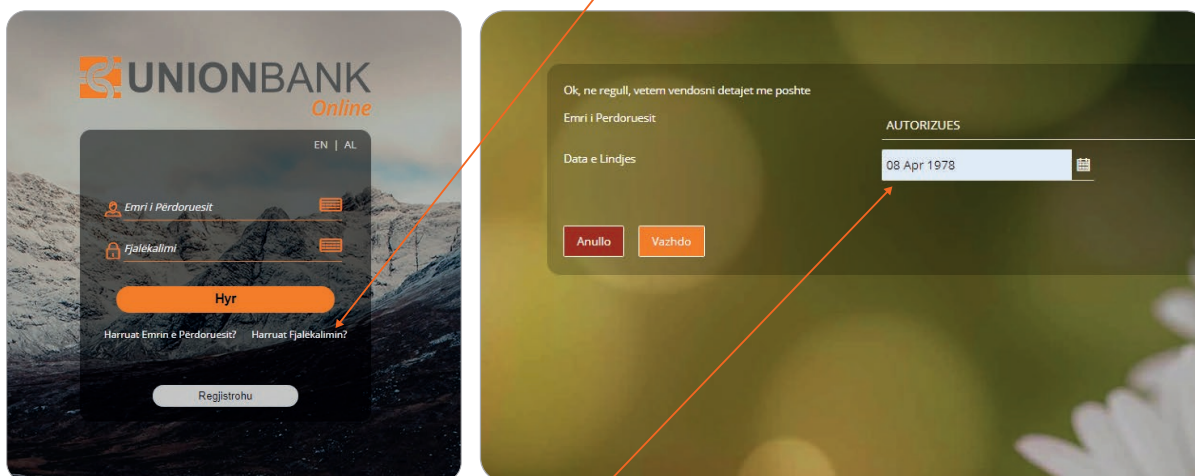 UNIONBANK
Online
EN | AL
Emri i Përdoruesit
Fjalëkalimi
Hyr
Harruat Emrin e Përdoruesit? Harruat Fjalëkalimin?
Regjistrohu
Ok, ne regull, vetem vendosni detajet me poshte
Emri i Perdoruesit
AUTORIZUES
Data e Lindjes
08 Apr 1978
Anullo
Vazhdo